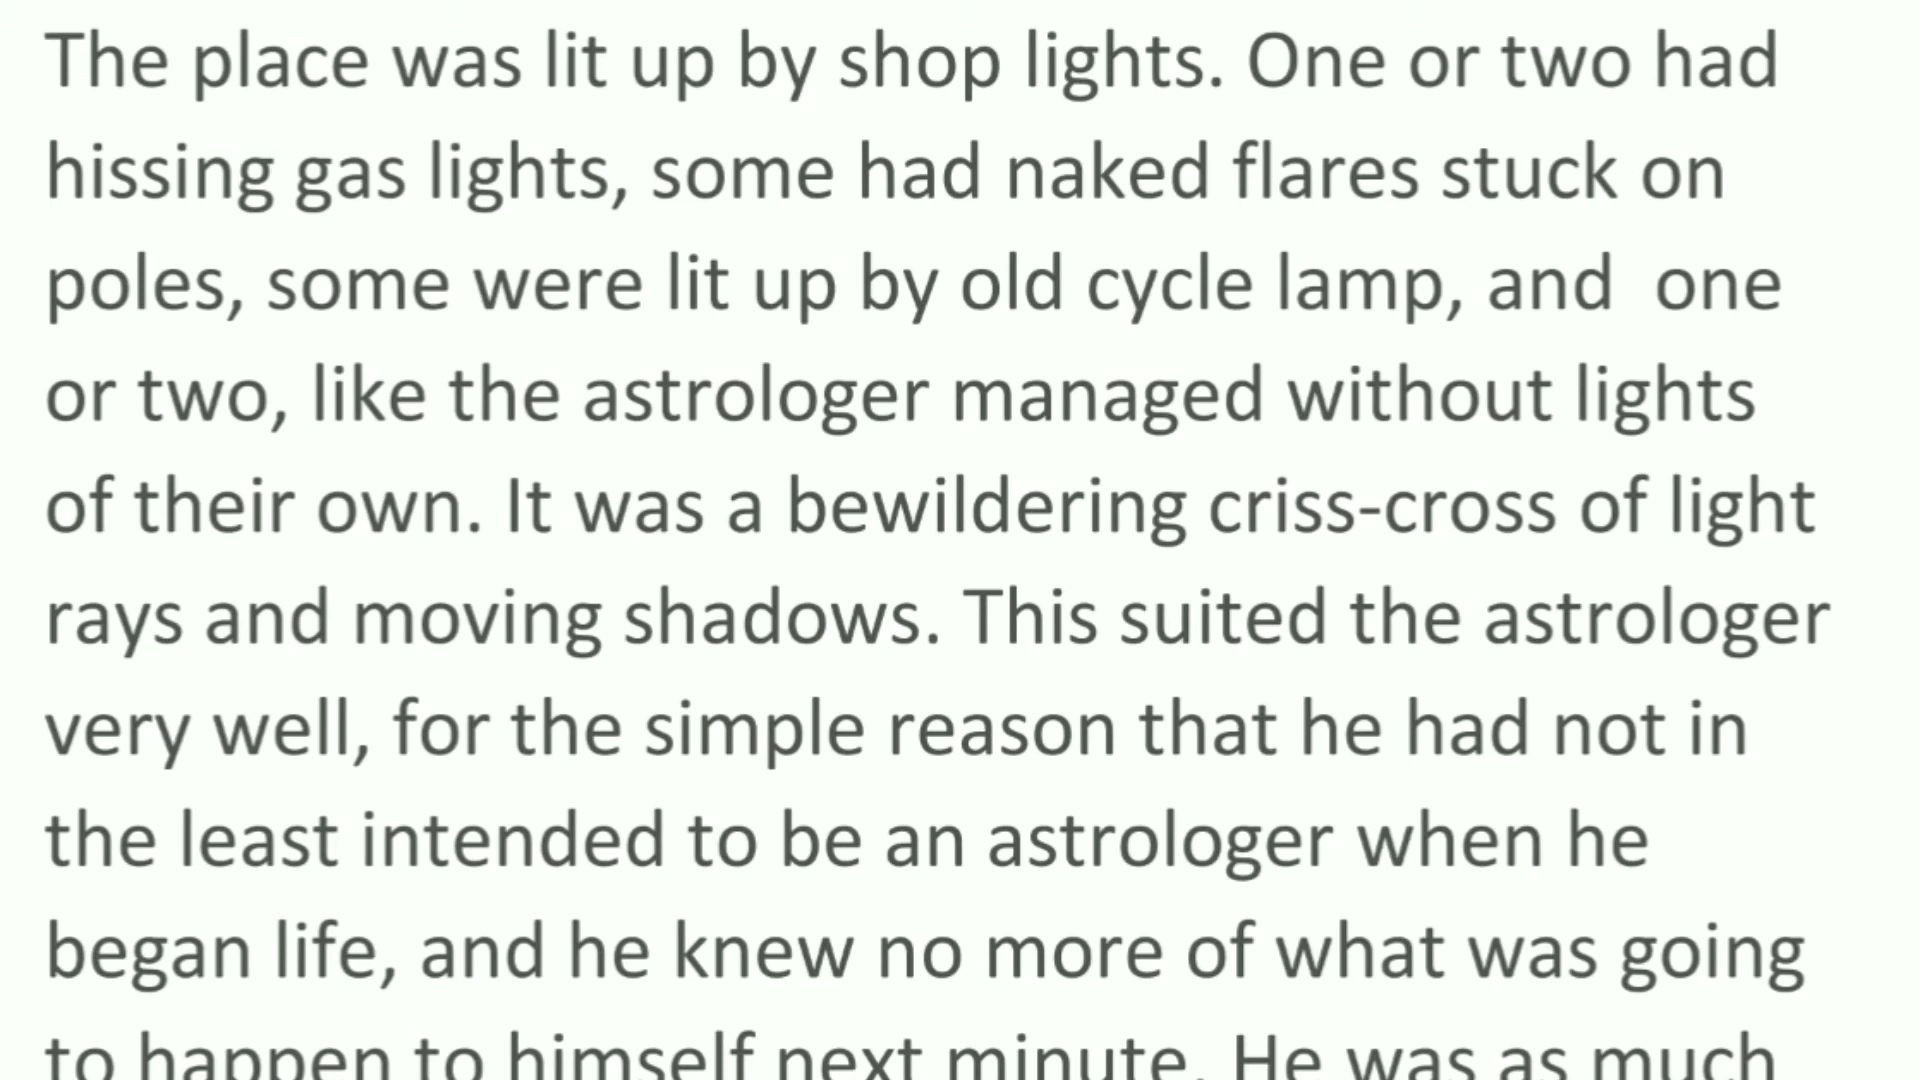 The place was lit up by shop lights. One or two had
hissing gas lights, some had naked flares stuck on
poles, some were lit up by old cycle lamp, and  one
or two, like the astrologer managed without lights
of their own. It was a bewildering criss-cross of light
rays and moving shadows. This suited the astrologer
very well, for the simple reason that he had not in
the least intended to be an astrologer when he
began life, and he knew no more of what was going
to happen to himself next minute. He was as much